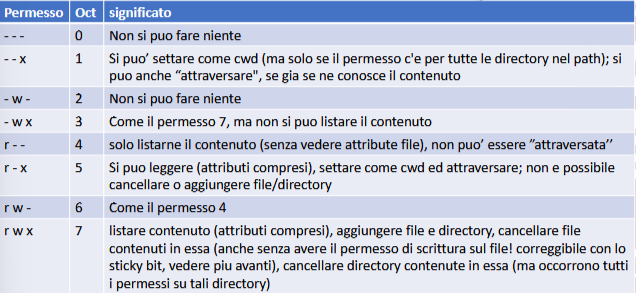 Permesso Oct significato
- - - 0 Non si puo fare niente
- - x 1 Si puo’ settare come cwd (ma solo se il permesso c'e per tutte le directory nel path); si
puo anche “attraversare", se gia se ne conosce il contenuto
- w - 2 Non si puo fare niente
- w x 3 Come il permesso 7, ma non si puo listare il contenuto
r - - 4 solo listarne il contenuto (senza vedere attribute file), non puo’ essere ”attraversata’’
r - x 5 Si puo leggere (attributi compresi), settare come cwd ed attraversare; non e possibile
cancellare o aggiungere file/directory
r w - 6 Come il permesso 4
r w x 7 listare contenuto (attributi compresi), aggiungere file e directory, cancellare file
contenuti in essa (anche senza avere il permesso di scrittura sul file! correggibile con lo
sticky bit, vedere piu avanti), cancellare directory contenute in essa (ma occorrono tutti
i permessi su tali directory)